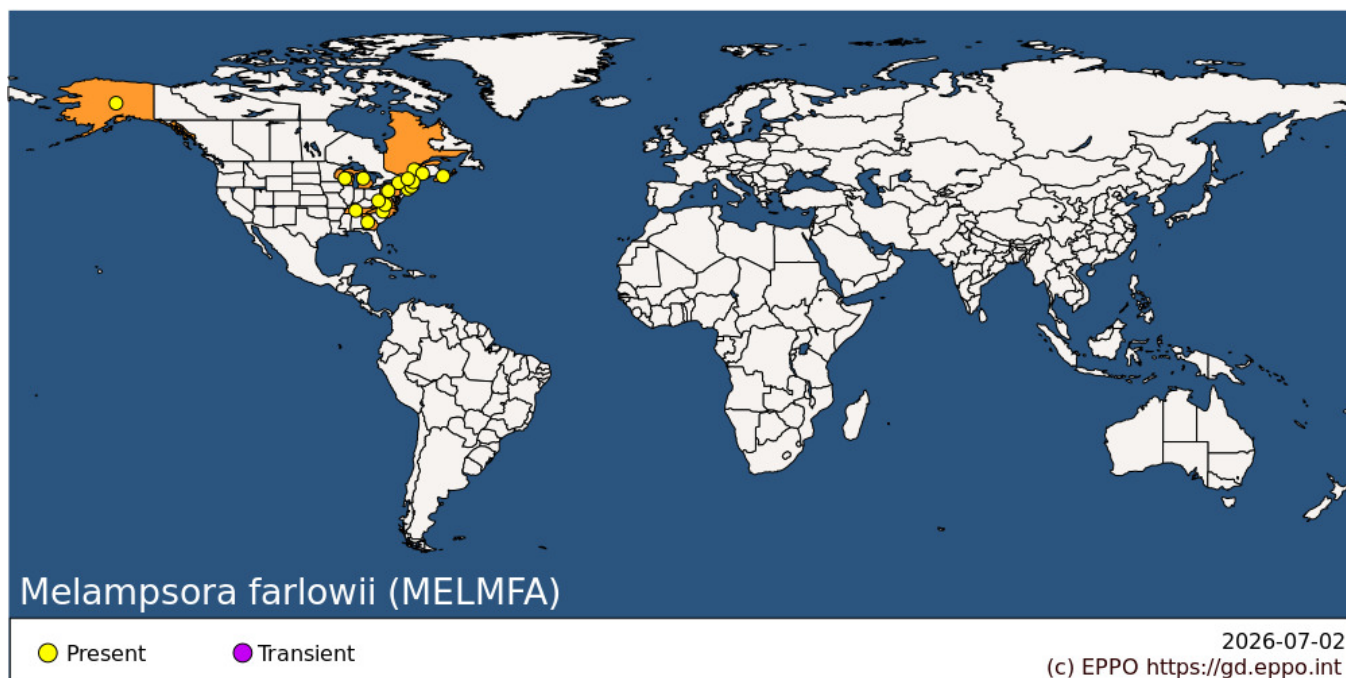 Melampsora farlowii (MELMFA)
Present
Transient
2026-07-02
(c) EPPO https://gd.eppo.int